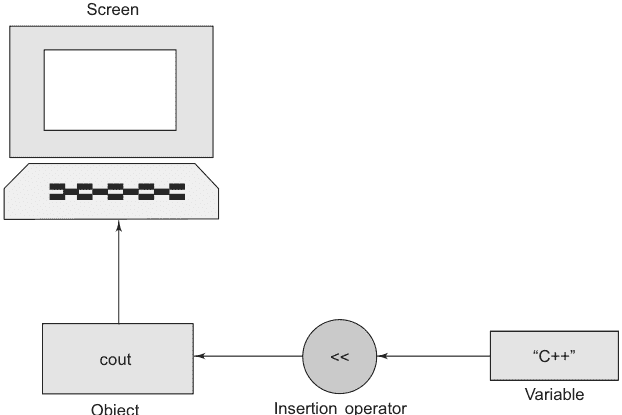 Screen
cout
<<
“C++”
Object
Insertion operator
Variable